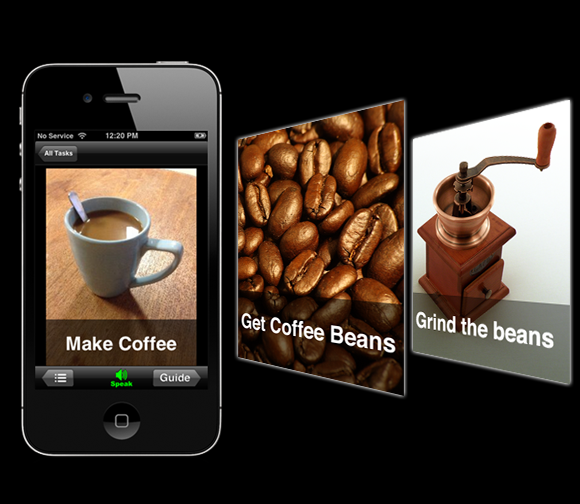 No Service 12:20 PM
All Tasks
Make Coffee
Speak
Guide
Get Coffee Beans
Grind the beans